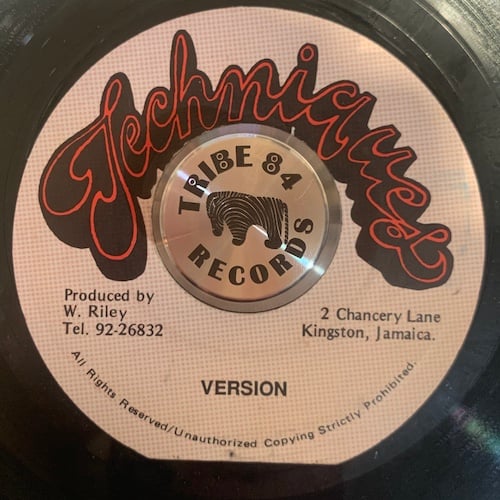 Techniques
TRIBE 84
RECORDS
Produced by
W. Riley
Tel. 92-26832
2 Chancery Lane
Kingston, Jamaica.
VERSION
All Rights Reserved/Unauthorized Copying Strictly Prohibited.